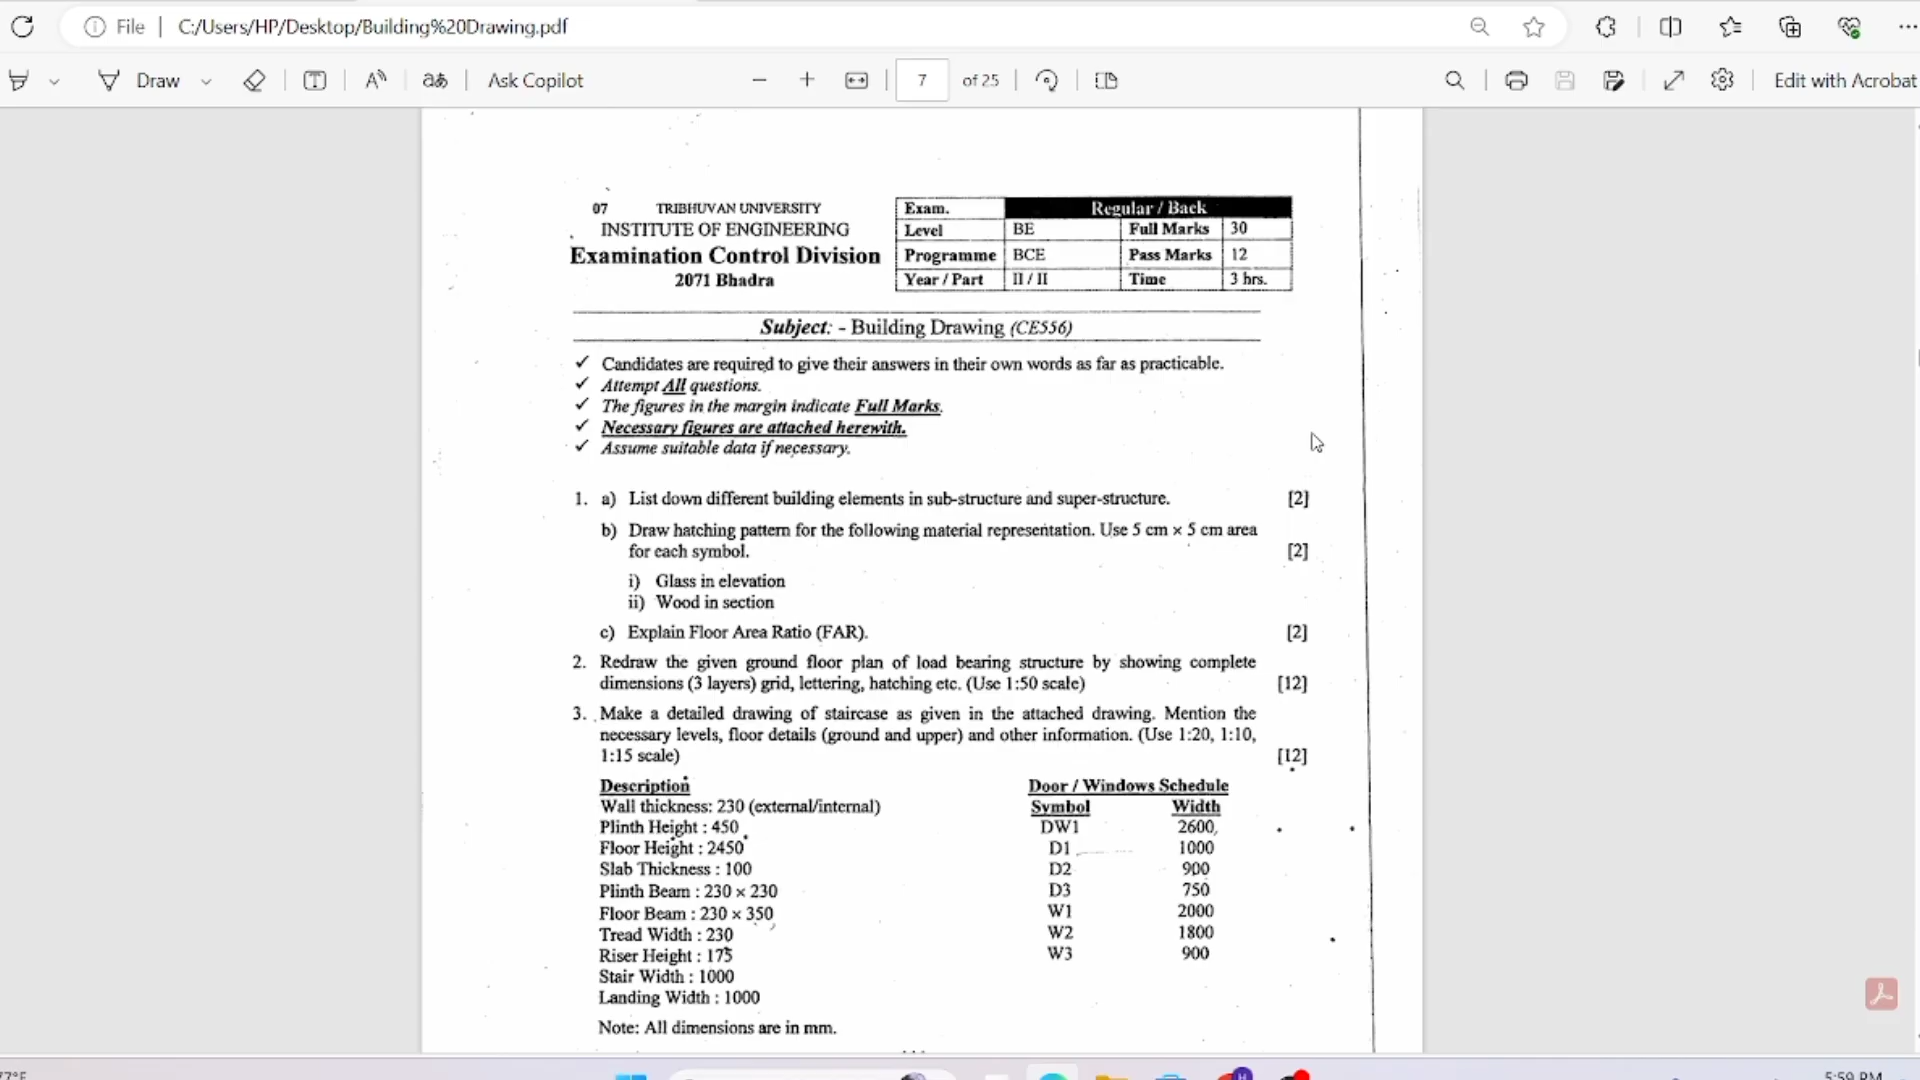 File C:/Users/HP/Desktop/Building%20Drawing.pdf
Draw Ask Copilot 7 of 25 Edit with Acrobat
07 TRIBHUVAN UNIVERSITY
INSTITUTE OF ENGINEERING
Examination Control Division
2071 Bhadra
Exam. Regular / Back
Level BE Full Marks 30
Programme BCE Pass Marks 12
Year / Part II / II Time 3 hrs.
Subject: - Building Drawing (CE556)
✓ Candidates are required to give their answers in their own words as far as practicable.
✓ Attempt All questions.
✓ The figures in the margin indicate Full Marks.
✓ Necessary figures are attached herewith.
✓ Assume suitable data if necessary.
1. a) List down different building elements in sub-structure and super-structure. [2]
b) Draw hatching pattern for the following material representation. Use 5 cm × 5 cm area
for each symbol. [2]
i) Glass in elevation
ii) Wood in section
c) Explain Floor Area Ratio (FAR). [2]
2. Redraw the given ground floor plan of load bearing structure by showing complete
dimensions (3 layers) grid, lettering, hatching etc. (Use 1:50 scale) [12]
3. Make a detailed drawing of staircase as given in the attached drawing. Mention the
necessary levels, floor details (ground and upper) and other information. (Use 1:20, 1:10,
1:15 scale) [12]
Description
Wall thickness: 230 (external/internal)
Plinth Height : 450
Floor Height : 2450
Slab Thickness : 100
Plinth Beam : 230 × 230
Floor Beam : 230 × 350
Tread Width : 230
Riser Height : 175
Stair Width : 1000
Landing Width : 1000
Door / Windows Schedule
Symbol Width
DW1 2600
D1 1000
D2 900
D3 750
W1 2000
W2 1800
W3 900
Note: All dimensions are in mm.
77°F
5:59 PM